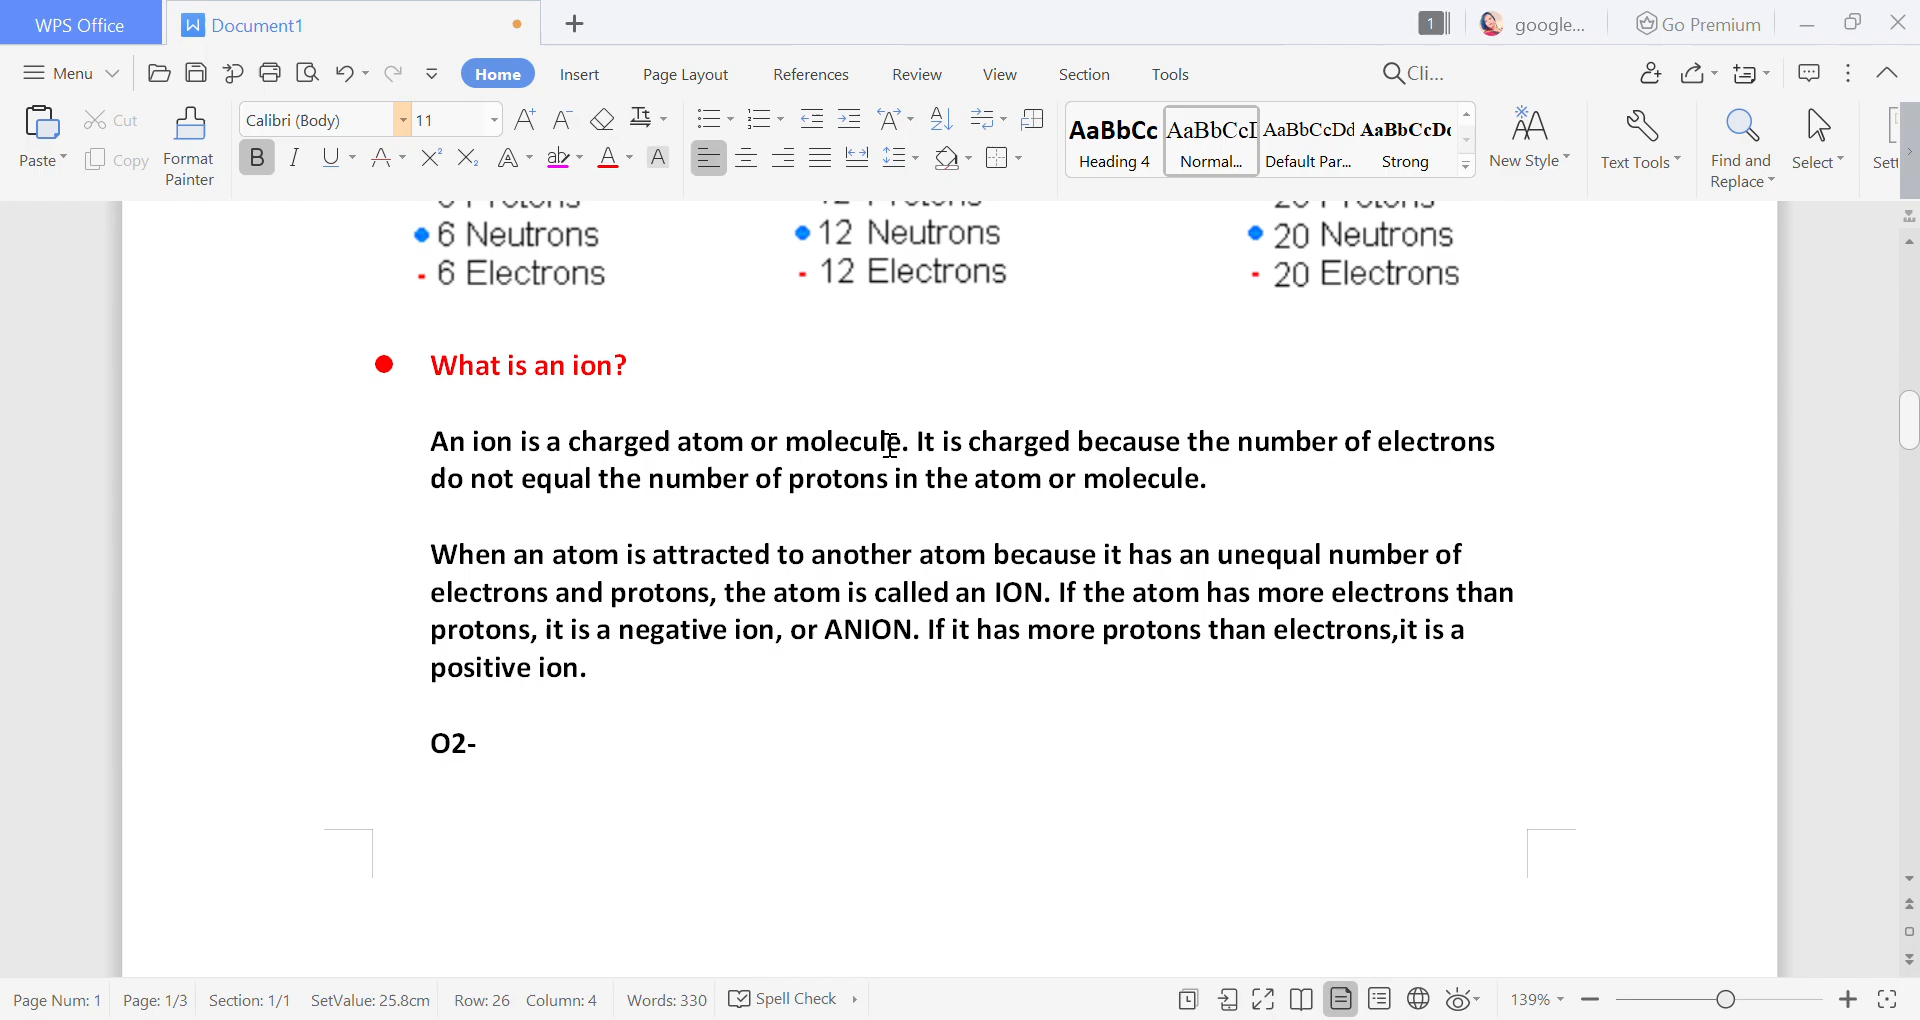 WPS Office
Document1
1
google...
Go Premium
Menu
Home
Insert
Page Layout
References
Review
View
Section
Tools
Cli...
Paste
Cut
Copy
Format
Painter
Calibri (Body)
11
AaBbCc
Heading 4
AaBbCcI
Normal...
AaBbCcDd
Default Par...
AaBbCcD
Strong
New Style
Text Tools
Find and
Replace
Select
Sett
6 Neutrons
6 Electrons
12 Neutrons
12 Electrons
20 Neutrons
20 Electrons
What is an ion?
An ion is a charged atom or molecule. It is charged because the number of electrons
do not equal the number of protons in the atom or molecule.
When an atom is attracted to another atom because it has an unequal number of
electrons and protons, the atom is called an ION. If the atom has more electrons than
protons, it is a negative ion, or ANION. If it has more protons than electrons,it is a
positive ion.
O2-
Page Num: 1
Page: 1/3
Section: 1/1
SetValue: 25.8cm
Row: 26
Column: 4
Words: 330
Spell Check
139%